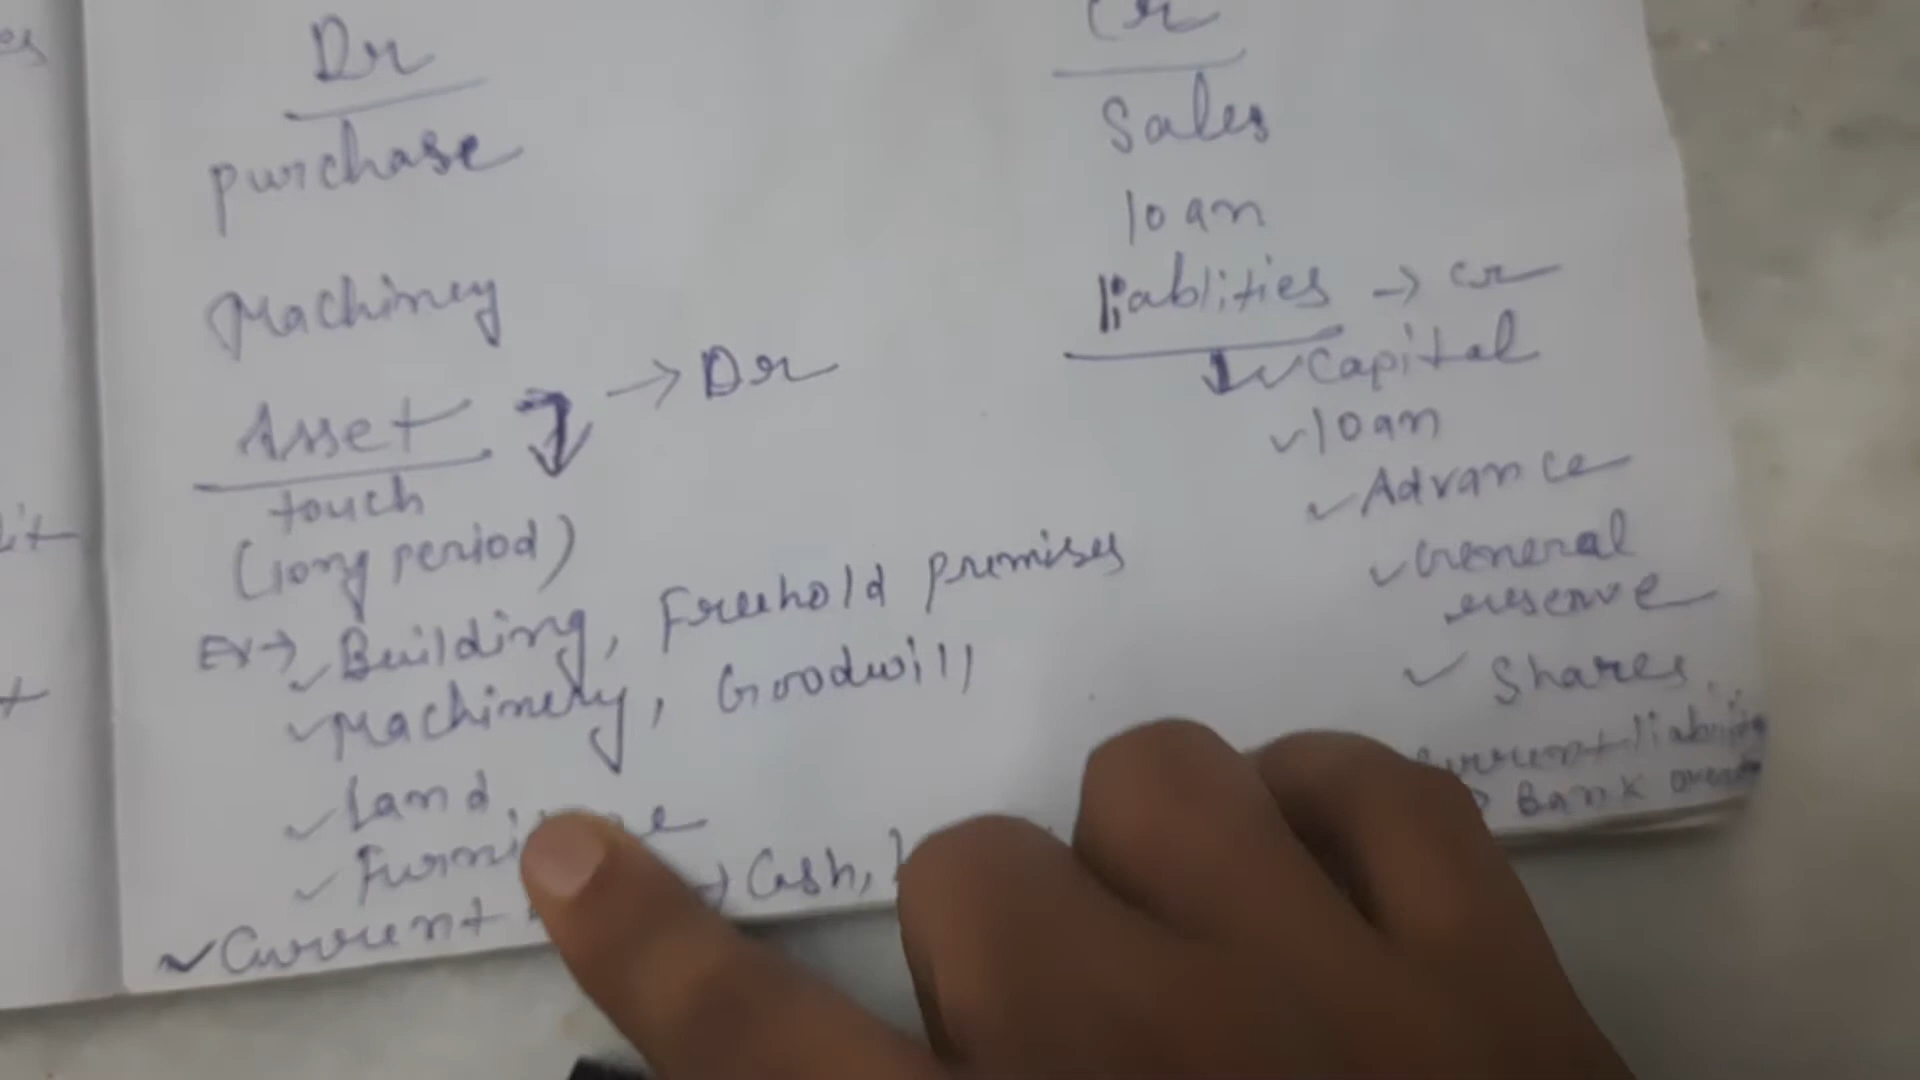 Dr
purchase
Machiney
Asset → Dr
touch
(long period)
Ex→ Building, Freehold premises
Machinery, Goodwill
Land,
Current → Cash,
Cr
Sales
loan
liablities → cr
Capital
loan
Advance
General
reserve
Shares
Bank